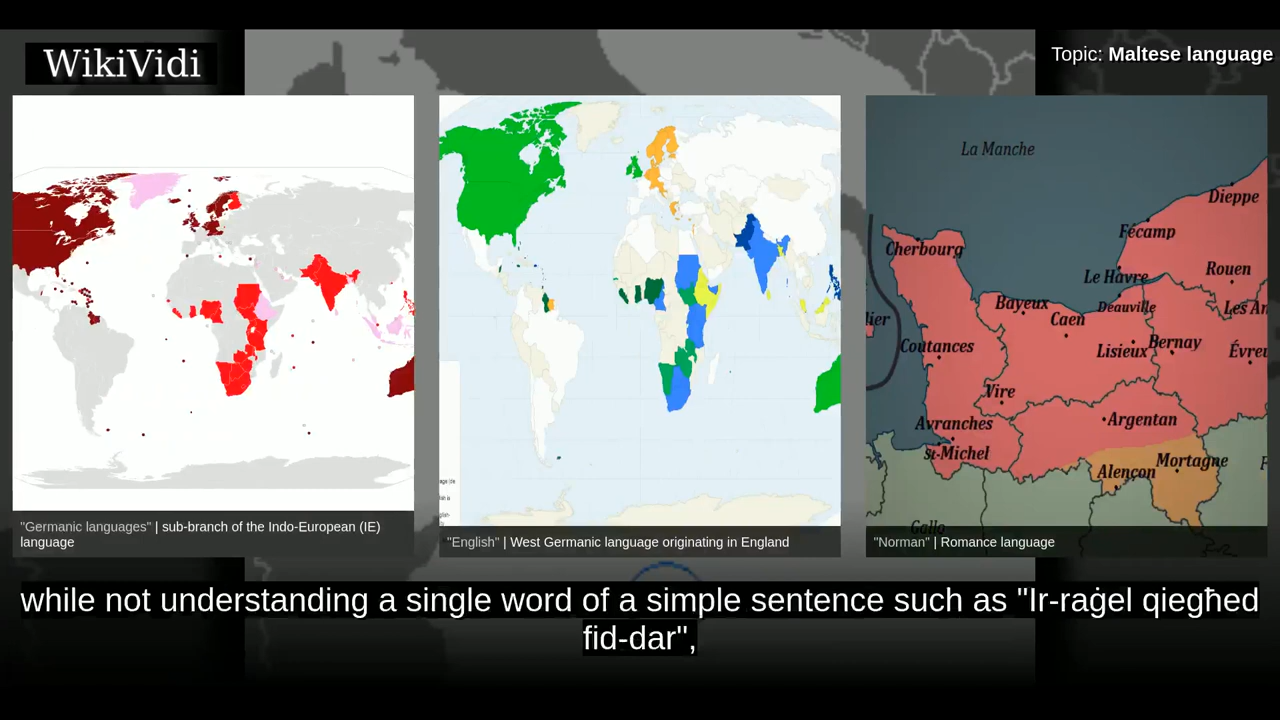 WikiVidi
Topic: Maltese language
La Manche
Dieppe
Fécamp
Cherbourg
Le Havre
Rouen
Bayeux
Deauville
Les An
Caen
lier
Coutances
Lisieux
Bernay
Évreu
Vire
Avranches
Argentan
St-Michel
Mortagne
Alençon
Gallo
"Germanic languages" | sub-branch of the Indo-European (IE)
language
"English" | West Germanic language originating in England
"Norman" | Romance language
while not understanding a single word of a simple sentence such as "Ir-raġel qiegħed
fid-dar",